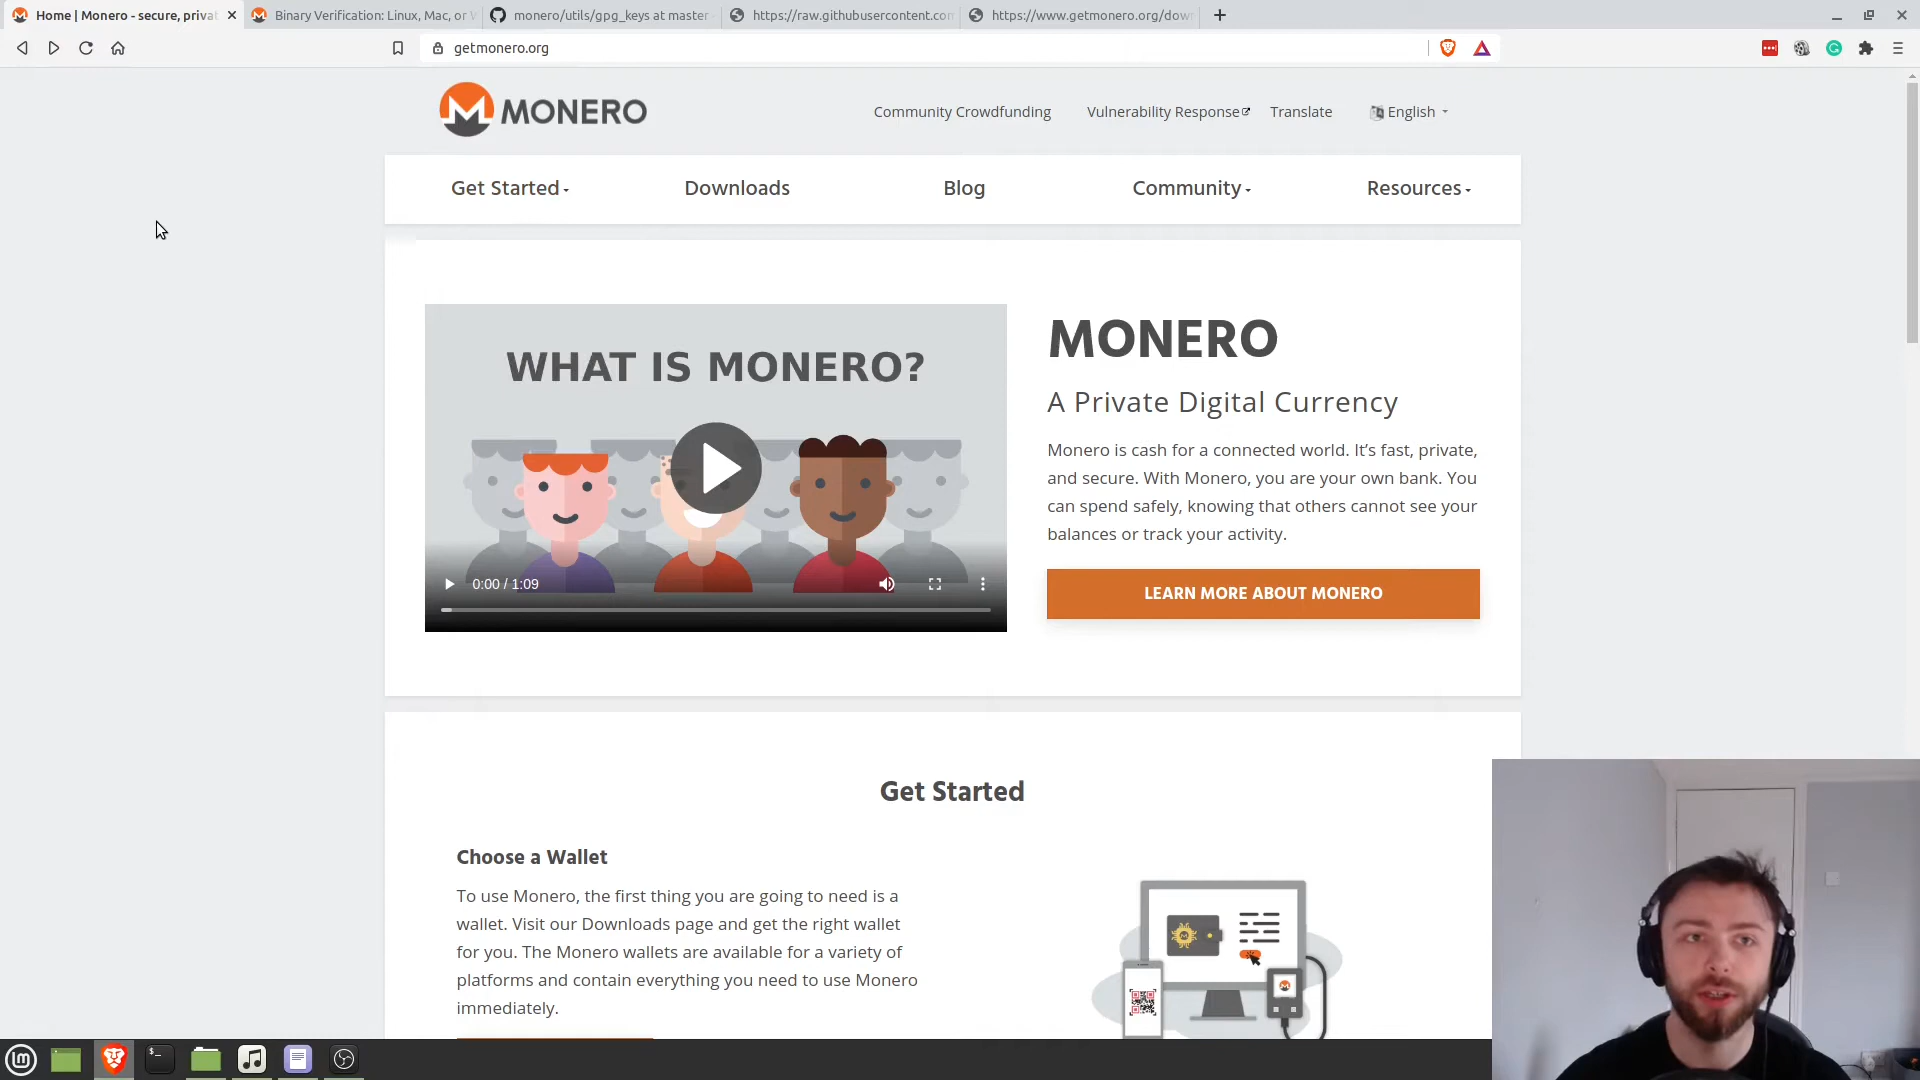 Home | Monero - secure, privat
Binary Verification: Linux, Mac, or W
monero/utils/gpg_keys at master
https://raw.githubusercontent.com
https://www.getmonero.org/down
getmonero.org
MONERO
Community Crowdfunding
Vulnerability Response
Translate
English
Get Started
Downloads
Blog
Community
Resources
WHAT IS MONERO?
0:00 / 1:09
MONERO
A Private Digital Currency
Monero is cash for a connected world. It’s fast, private,
and secure. With Monero, you are your own bank. You
can spend safely, knowing that others cannot see your
balances or track your activity.
LEARN MORE ABOUT MONERO
Get Started
Choose a Wallet
To use Monero, the first thing you are going to need is a
wallet. Visit our Downloads page and get the right wallet
for you. The Monero wallets are available for a variety of
platforms and contain everything you need to use Monero
immediately.